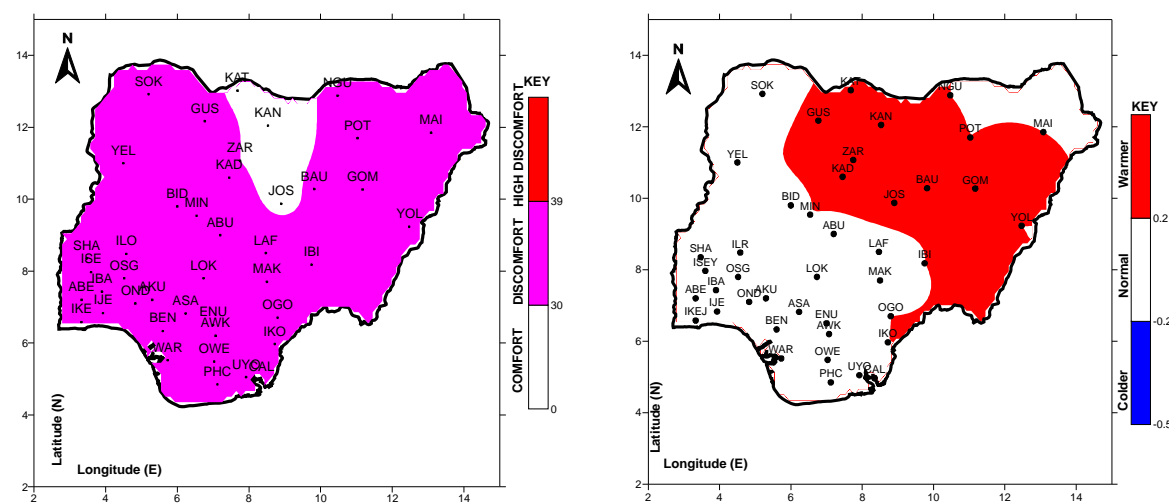 14
12
10
8
6
4
2
2
4
6
8
10
12
14
N
Latitude (N)
Longitude (E)
SOK
KAT
NGU
GUS
KAN
POT
MAI
YEL
ZAR
KAD
JOS
BAU
GOM
BID
MIN
ABU
YOL
SHA
ILO
LAF
IBI
ISE
OSG
LOK
MAK
IBA
ABE
IJE
OND
AKU
ASA
OGO
IKE
BEN
ENU
AWK
IKO
WAR
OWE
PHC
UYO
CAL
KEY
HIGH DISCOMFORT
39
DISCOMFORT
30
COMFORT
0
14
12
10
8
6
4
2
2
4
6
8
10
12
14
N
Latitude (N)
Longitude (E)
SOK
NGU
GUS
KAN
POT
MAI
YEL
ZAR
KAD
BAU
GOM
JOS
BID
MIN
ABU
YOL
SHA
ILR
LAF
IBI
ISEY
OSG
LOK
MAK
IBA
ABE
IJE
OND
AKU
ASA
OGO
IKEJ
BEN
ENU
AWK
IKO
WAR
OWE
PHC
UYO
CAL
KEY
Warmer
0.2
Normal
-0.2
Colder
-0.5